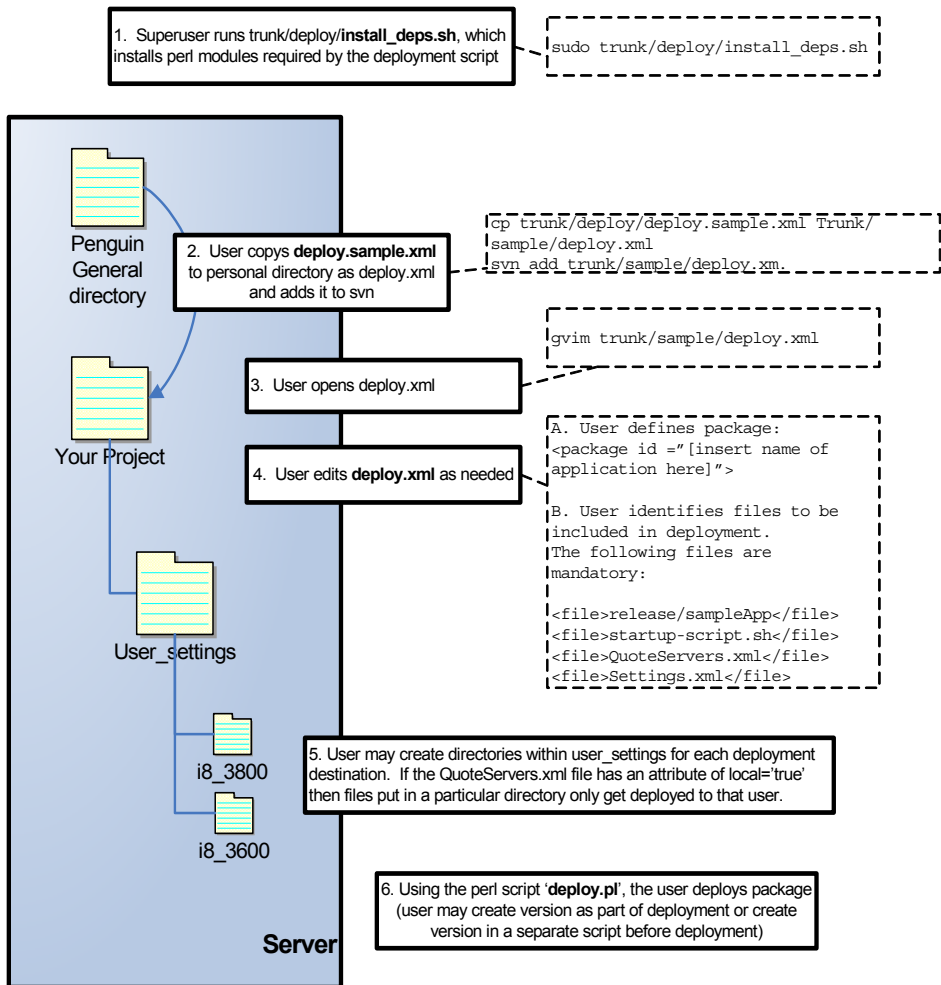 1. Superuser runs trunk/deploy/install_deps.sh, which
installs perl modules required by the deployment script
sudo trunk/deploy/install_deps.sh
Penguin
General
directory
2. User copys deploy.sample.xml
to personal directory as deploy.xml
and adds it to svn
cp trunk/deploy/deploy.sample.xml Trunk/
sample/deploy.xml
svn add trunk/sample/deploy.xm.
gvim trunk/sample/deploy.xml
3. User opens deploy.xml
Your Project
4. User edits deploy.xml as needed
A. User defines package:
<package id =”[insert name of
application here]”>
B. User identifies files to be
included in deployment.
The following files are
mandatory:
<file>release/sampleApp</file>
<file>startup-script.sh</file>
<file>QuoteServers.xml</file>
<file>Settings.xml</file>
User_settings
i8_3800
5. User may create directories within user_settings for each deployment
destination. If the QuoteServers.xml file has an attribute of local=’true’
then files put in a particular directory only get deployed to that user.
i8_3600
6. Using the perl script ‘deploy.pl’, the user deploys package
(user may create version as part of deployment or create
version in a separate script before deployment)
Server